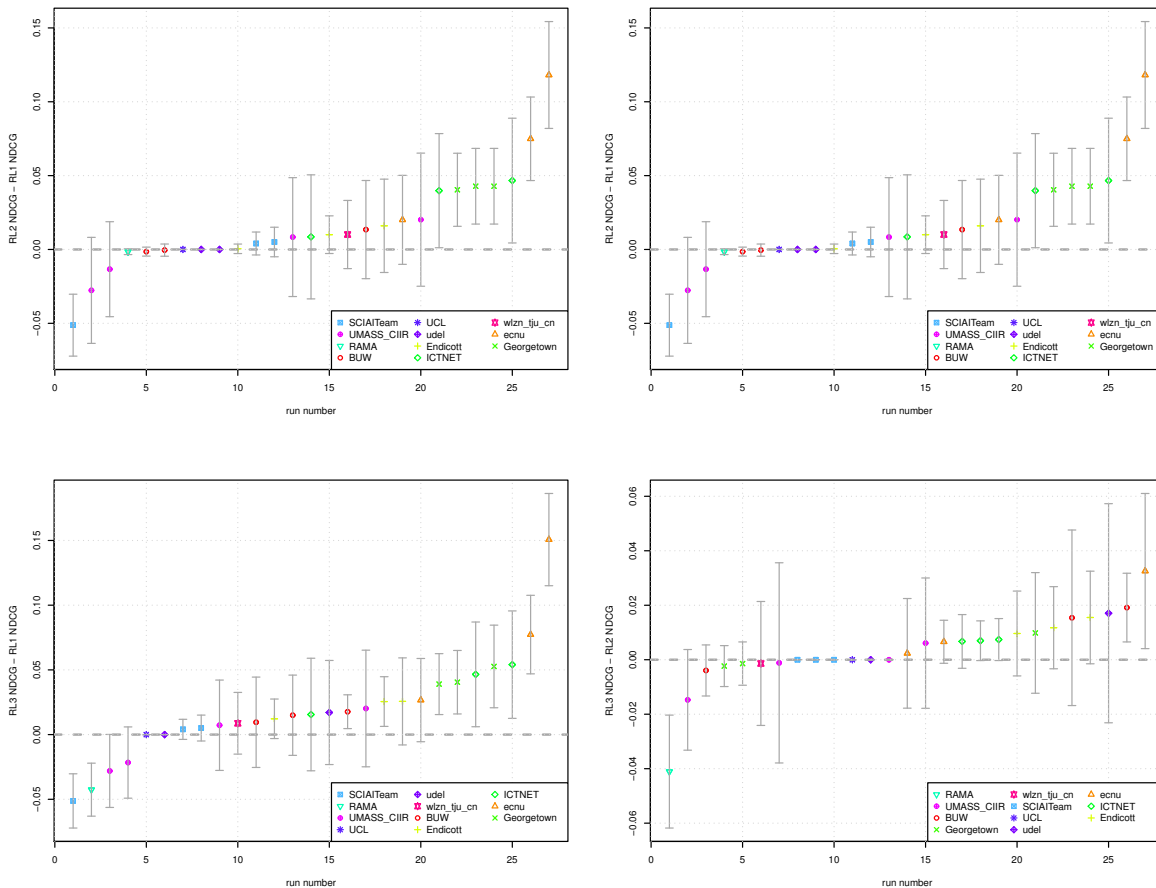 RL2 NDCG − RL1 NDCG
0.15
0.10
0.05
0.00
−0.05
0 5 10 15 20 25
run number
SCIAITeam UCL wlzn_tju_cn
UMASS_CIIR udel ecnu
RAMA Endicott Georgetown
BUW ICTNET
RL2 NDCG − RL1 NDCG
0.15
0.10
0.05
0.00
−0.05
0 5 10 15 20 25
run number
SCIAITeam UCL wlzn_tju_cn
UMASS_CIIR udel ecnu
RAMA Endicott Georgetown
BUW ICTNET
RL3 NDCG − RL1 NDCG
0.15
0.10
0.05
0.00
−0.05
0 5 10 15 20 25
run number
SCIAITeam udel ICTNET
RAMA wlzn_tju_cn ecnu
UMASS_CIIR BUW Georgetown
UCL Endicott
RL3 NDCG − RL2 NDCG
0.06
0.04
0.02
0.00
−0.02
−0.04
−0.06
0 5 10 15 20 25
run number
RAMA wlzn_tju_cn ecnu
UMASS_CIIR SCIAITeam ICTNET
BUW UCL Endicott
Georgetown udel